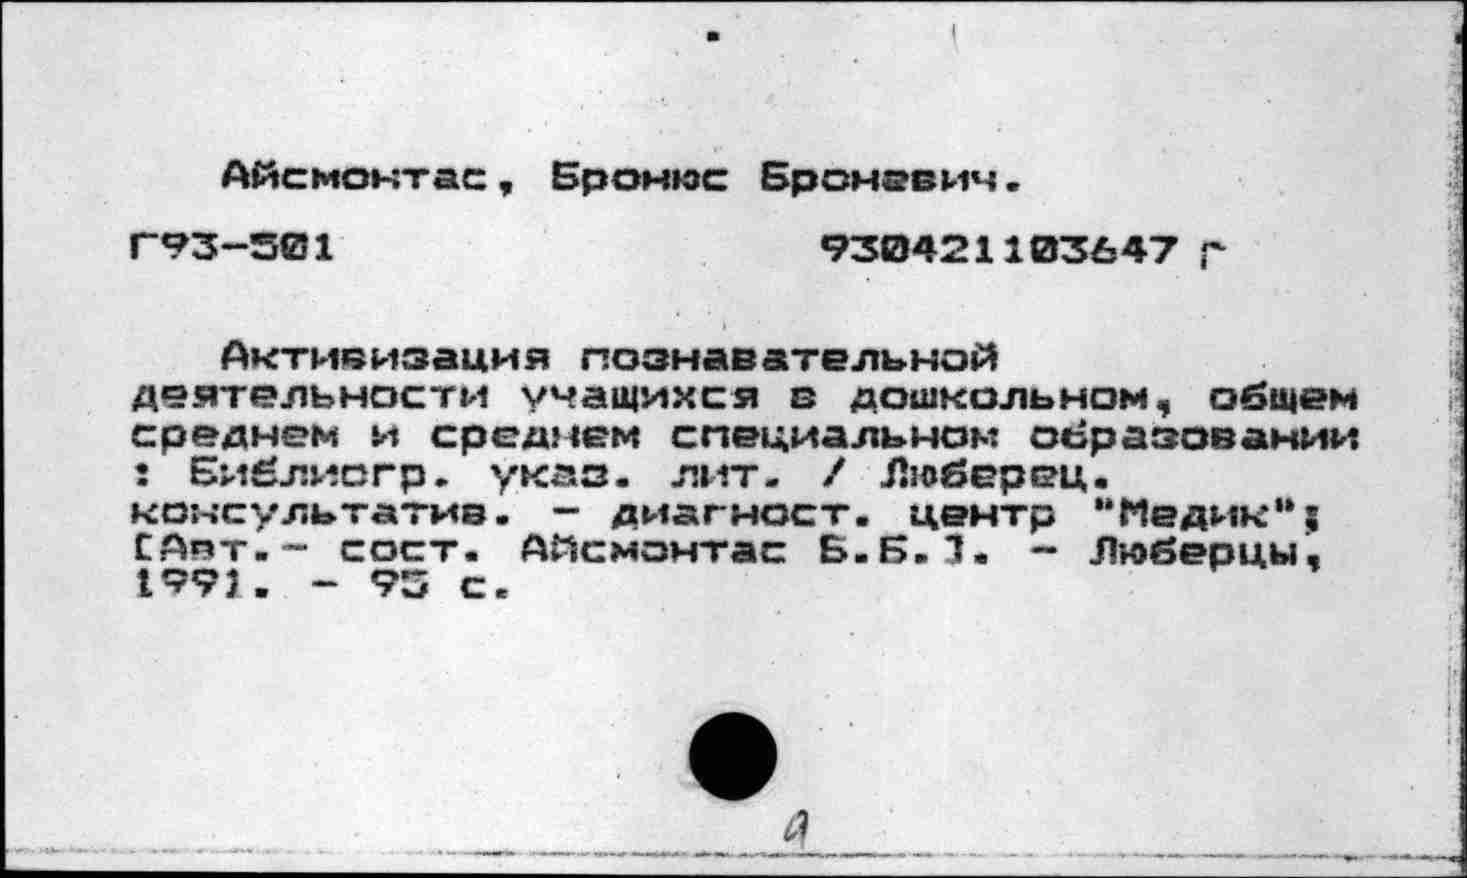 Айсмонтас, Бронюс Броневич.
Г93-501 930421103647 г
Активизация познавательной
деятельности учащихся в дошкольном, общем
среднем и среднем специальном образовании
: Библиогр. указ. лит. / Люберец.
консультатив. - диагност. центр "Медик";
[Авт.- сост. Айсмонтас Б.Б.]. - Люберцы,
1991. - 95 с.